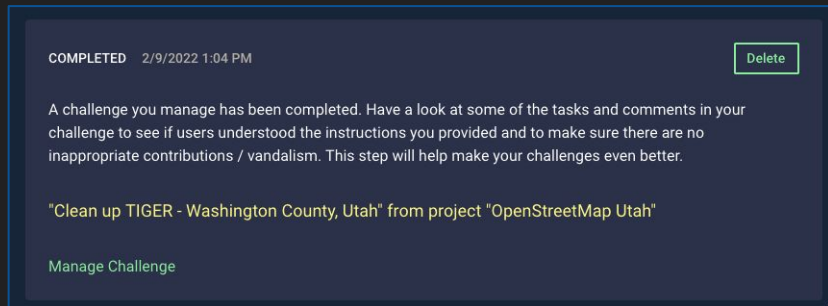 COMPLETED 2/9/2022 1:04 PM
Delete
A challenge you manage has been completed. Have a look at some of the tasks and comments in your
challenge to see if users understood the instructions you provided and to make sure there are no
inappropriate contributions / vandalism. This step will help make your challenges even better.
"Clean up TIGER - Washington County, Utah" from project "OpenStreetMap Utah"
Manage Challenge